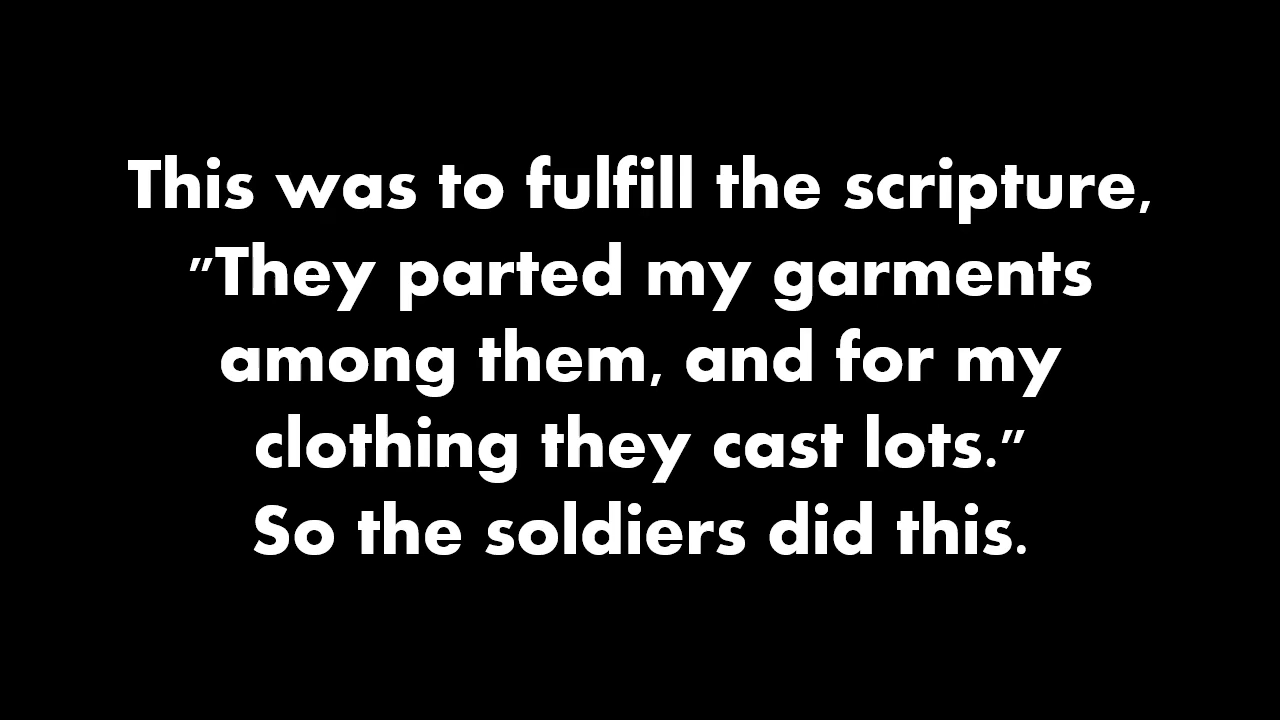 This was to fulfill the scripture,
"They parted my garments
among them, and for my
clothing they cast lots."
So the soldiers did this.